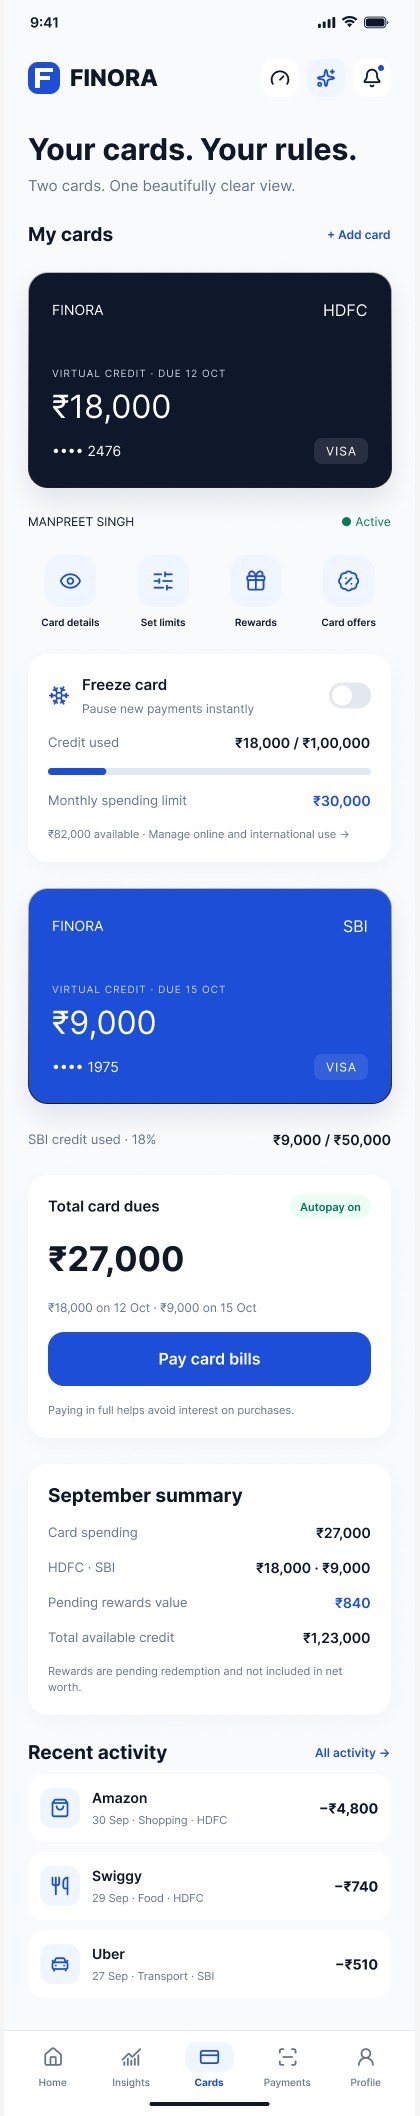 9:41
F FINORA
Your cards. Your rules.
Two cards. One beautifully clear view.
My cards
+ Add card
FINORA
HDFC
VIRTUAL CREDIT · DUE 12 OCT
₹18,000
•••• 2476
VISA
MANPREET SINGH
Active
Card details
Set limits
Rewards
Card offers
Freeze card
Pause new payments instantly
Credit used
₹18,000 / ₹1,00,000
Monthly spending limit
₹30,000
₹82,000 available · Manage online and international use →
FINORA
SBI
VIRTUAL CREDIT · DUE 15 OCT
₹9,000
•••• 1975
VISA
SBI credit used · 18%
₹9,000 / ₹50,000
Total card dues
Autopay on
₹27,000
₹18,000 on 12 Oct · ₹9,000 on 15 Oct
Pay card bills
Paying in full helps avoid interest on purchases.
September summary
Card spending
₹27,000
HDFC · SBI
₹18,000 · ₹9,000
Pending rewards value
₹840
Total available credit
₹1,23,000
Rewards are pending redemption and not included in net
worth.
Recent activity
All activity →
Amazon
30 Sep · Shopping · HDFC
−₹4,800
Swiggy
29 Sep · Food · HDFC
−₹740
Uber
27 Sep · Transport · SBI
−₹510
Home
Insights
Cards
Payments
Profile